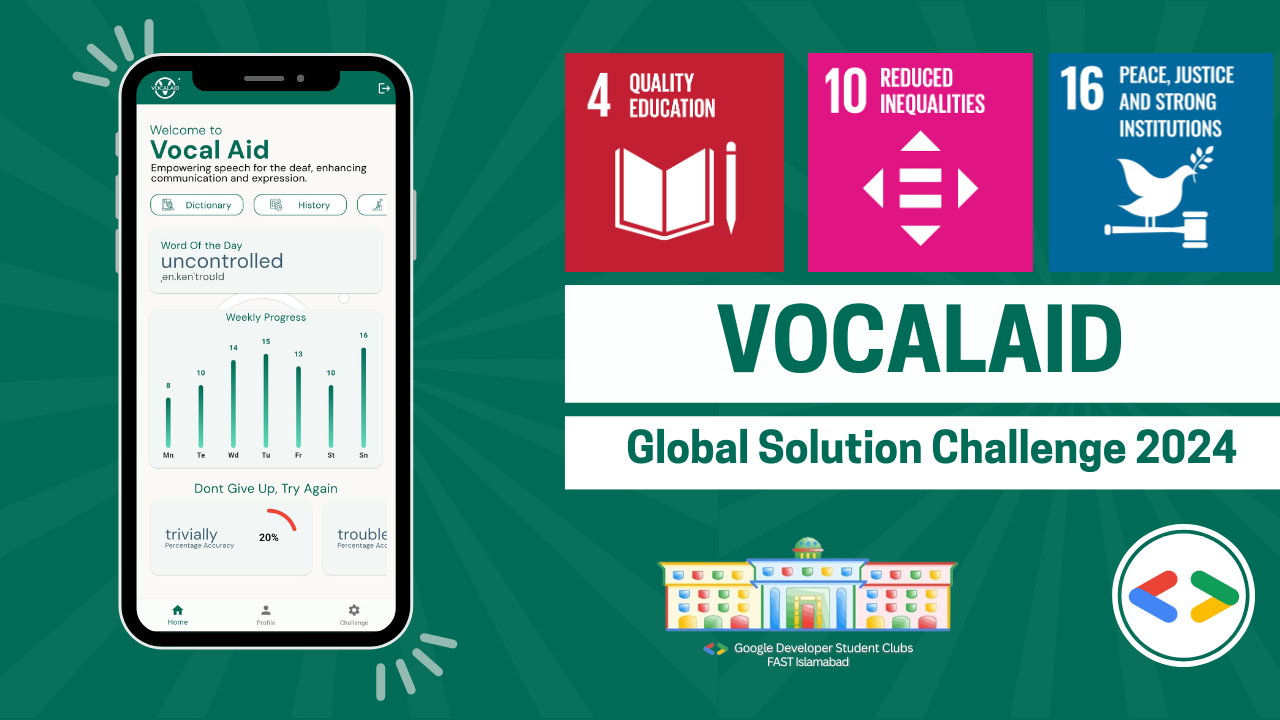 VOCALAID
Welcome to
Vocal Aid
Empowering speech for the deaf, enhancing
communication and expression.
Dictionary
History
Word Of the Day
uncontrolled
ˌən.kənˈtroʊld
Weekly Progress
8
10
14
15
13
10
16
Mn
Te
Wd
Tu
Fr
St
Sn
Dont Give Up, Try Again
trivially
Percentage Accuracy
20%
trouble
Percentage Acc
Home
Profile
Challenge
4
QUALITY
EDUCATION
10
REDUCED
INEQUALITIES
16
PEACE, JUSTICE
AND STRONG
INSTITUTIONS
VOCALAID
Global Solution Challenge 2024
Google Developer Student Clubs
FAST Islamabad